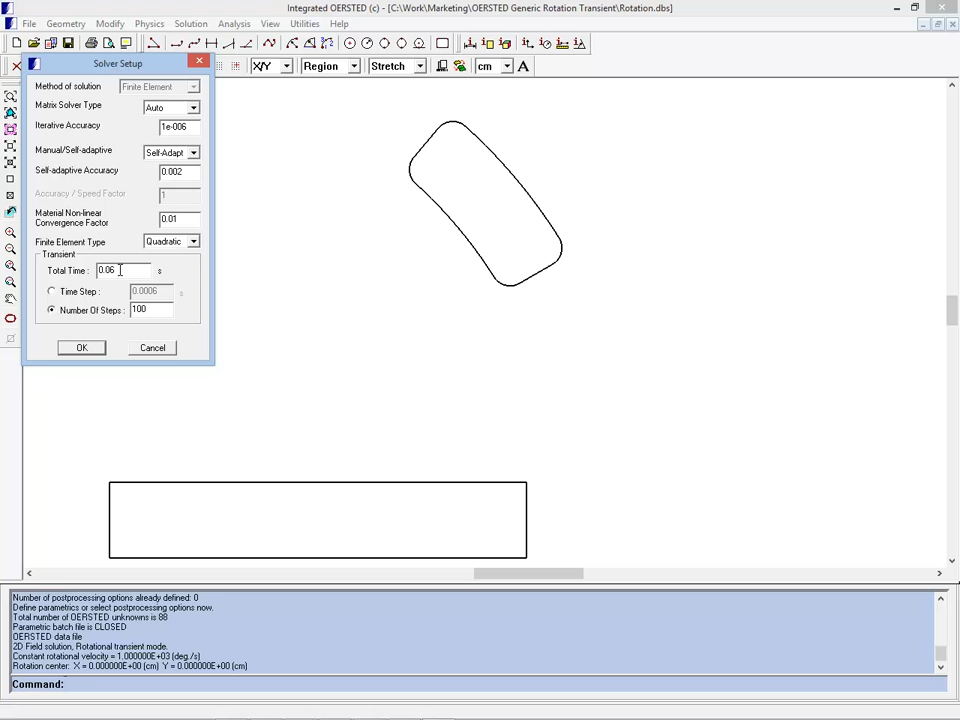 Integrated OERSTED (c) - [C:\Work\Marketing\OERSTED Generic Rotation Transient\Rotation.dbs]
File Geometry Modify Physics Solution Analysis View Utilities Help
X/Y Region Stretch cm A
Solver Setup
Method of solution Finite Element
Matrix Solver Type Auto
Iterative Accuracy 1e-006
Manual/Self-adaptive Self-Adapt
Self-adaptive Accuracy 0.002
Accuracy / Speed Factor 1
Material Non-linear
Convergence Factor 0.01
Finite Element Type Quadratic
Transient
Total Time : 0.06 s
Time Step : 0.0006 s
Number Of Steps : 100
OK Cancel
Number of postprocessing options already defined: 0
Define parametrics or select postprocessing options now.
Total number of OERSTED unknowns is 88
Parametric batch file is CLOSED
OERSTED data file
2D Field solution, Rotational transient mode.
Constant rotational velocity = 1.000000E+03 (deg./s)
Rotation center: X = 0.000000E+00 (cm) Y = 0.000000E+00 (cm)
Command: